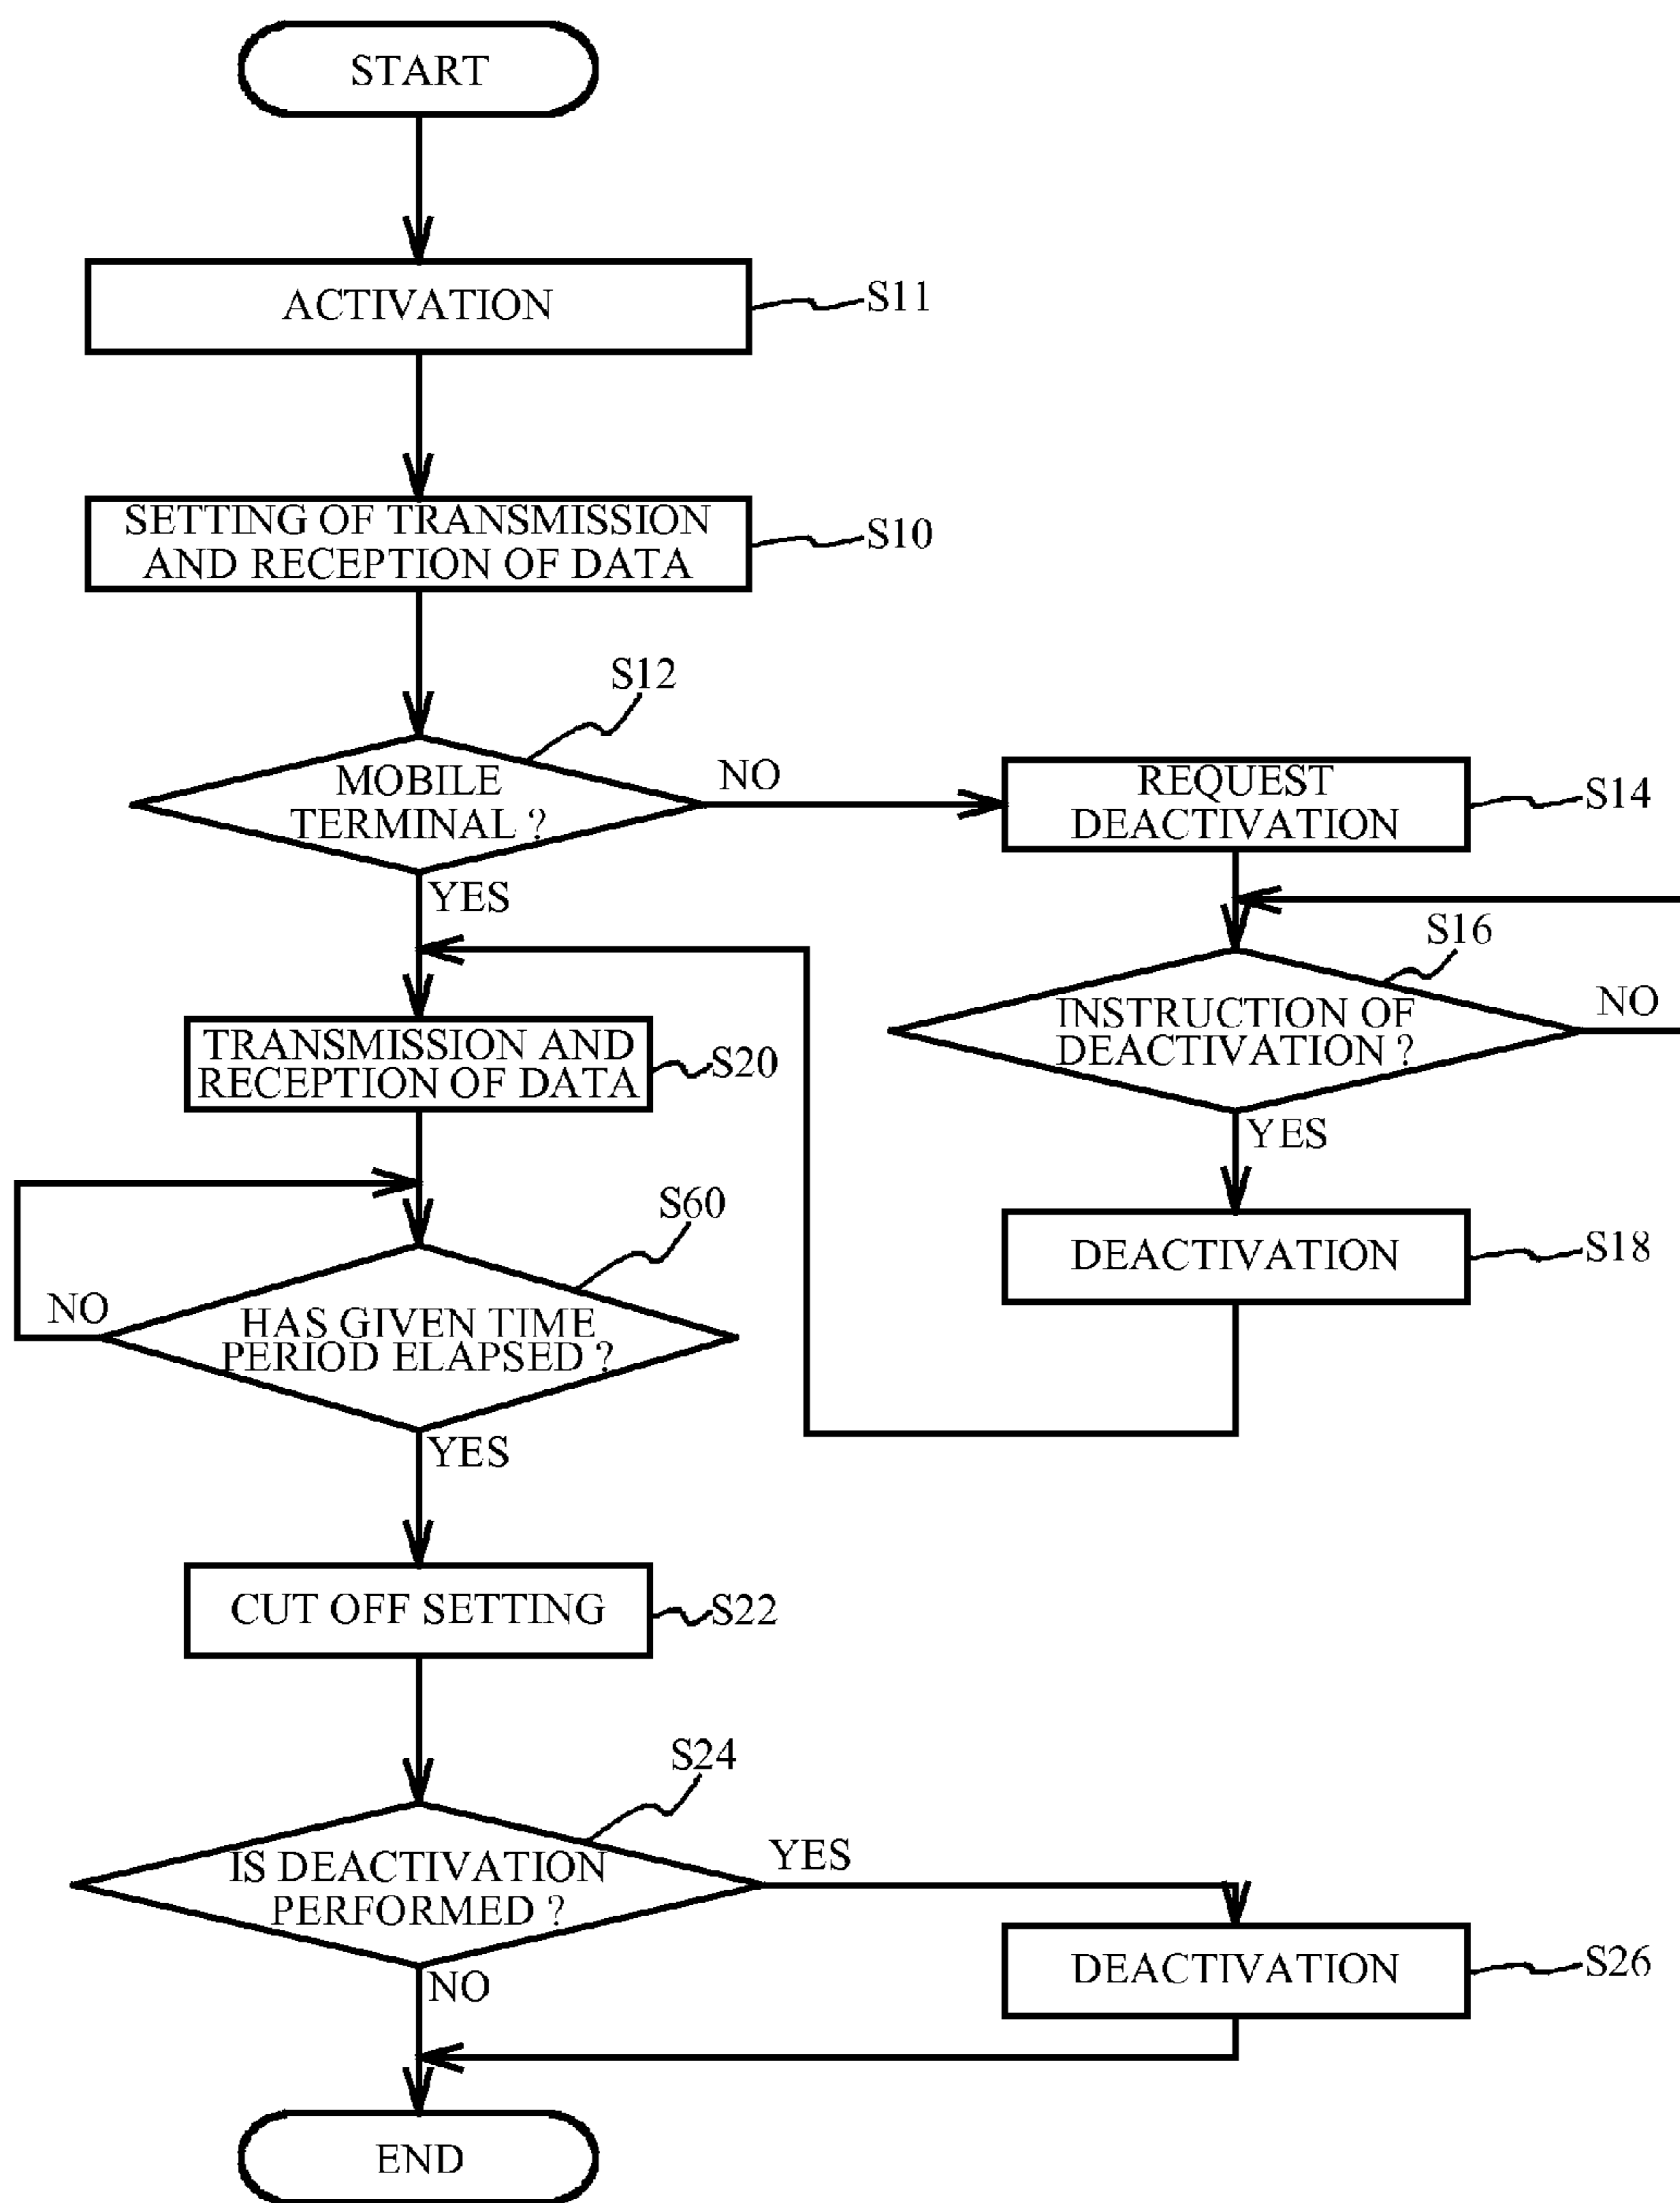 START
ACTIVATION
S11
SETTING OF TRANSMISSION
AND RECEPTION OF DATA
S10
S12
MOBILE
TERMINAL ?
NO
YES
REQUEST
DEACTIVATION
S14
S16
INSTRUCTION OF
DEACTIVATION ?
NO
YES
DEACTIVATION
S18
TRANSMISSION AND
RECEPTION OF DATA
S20
S60
HAS GIVEN TIME
PERIOD ELAPSED ?
NO
YES
CUT OFF SETTING
S22
S24
IS DEACTIVATION
PERFORMED ?
YES
NO
DEACTIVATION
S26
END